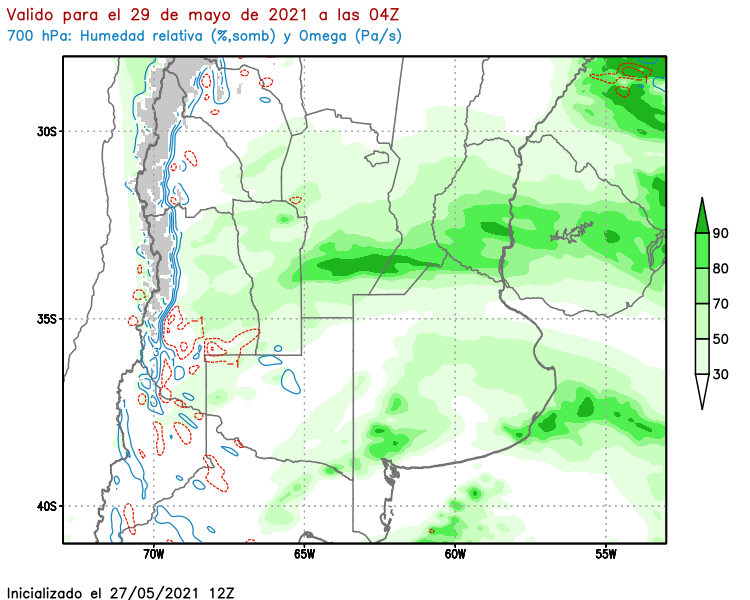 Valido para el 29 de mayo de 2021 a las 04Z
700 hPa: Humedad relativa (%,somb) y Omega (Pa/s)
30S
35S
40S
70W
65W
60W
55W
90
80
70
50
30
Inicializado el 27/05/2021 12Z